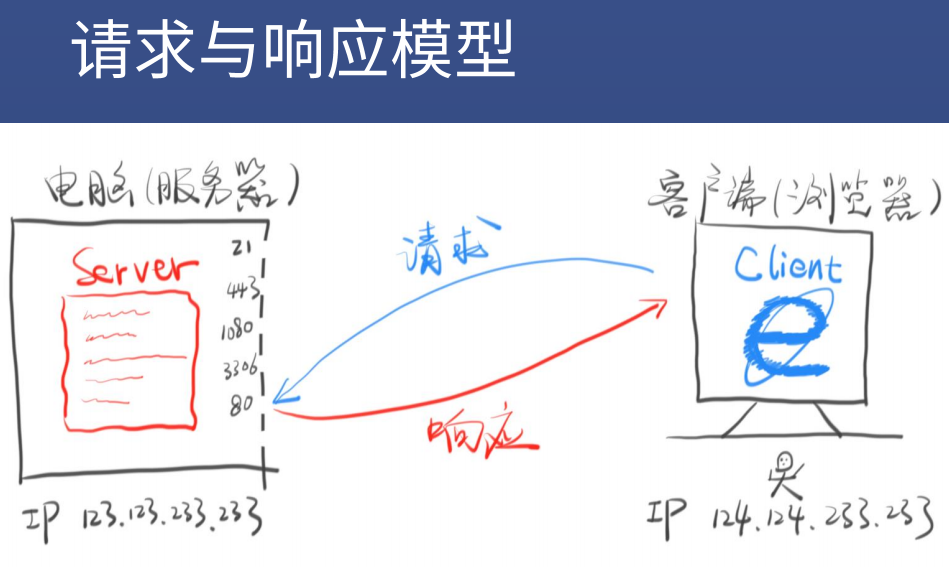 请求与响应模型
电脑(服务器)
客户端(浏览器)
Server
21
443
1080
3306
80
请求
响应
Client
e
IP 123.123.233.233
IP 124.124.233.233